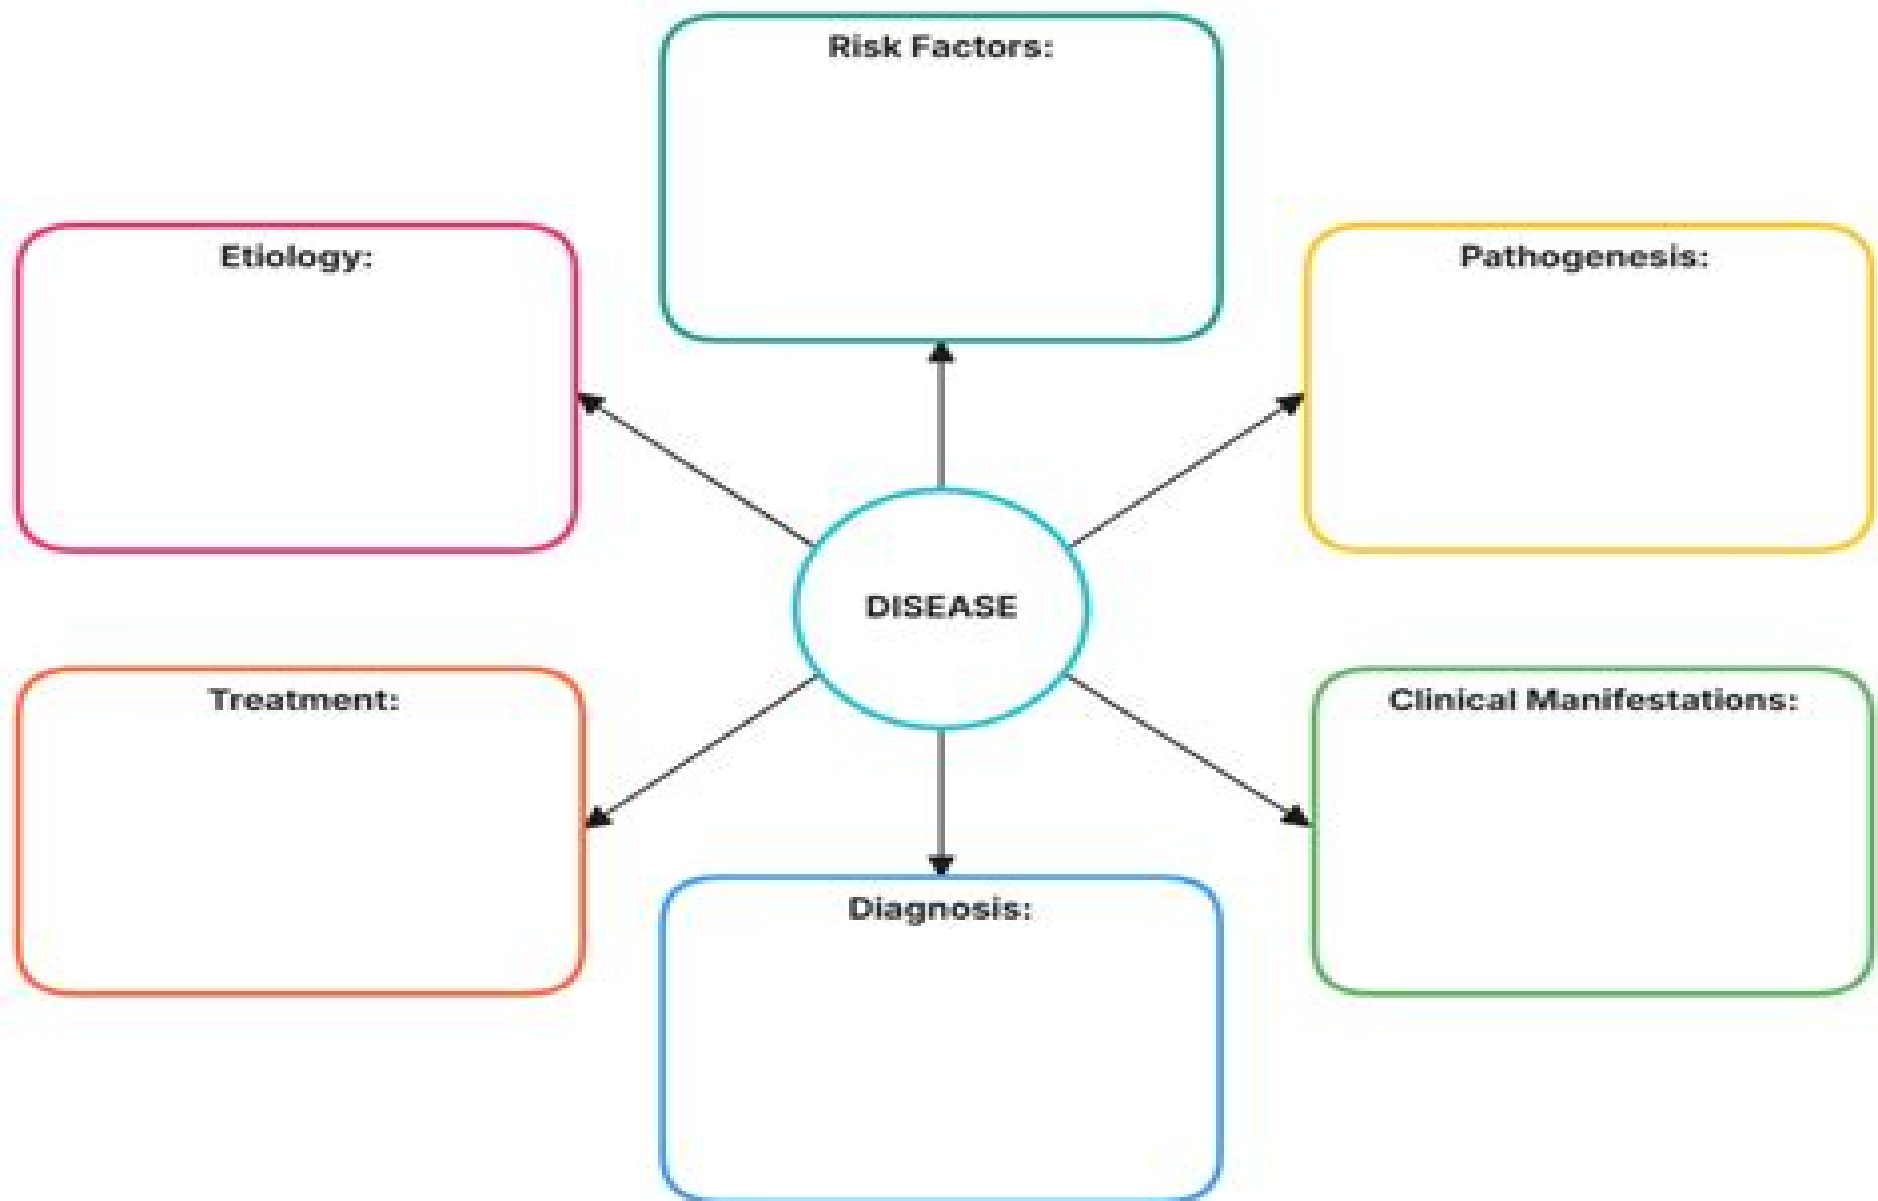 Risk Factors:
Etiology:
Pathogenesis:
DISEASE
Treatment:
Clinical Manifestations:
Diagnosis: